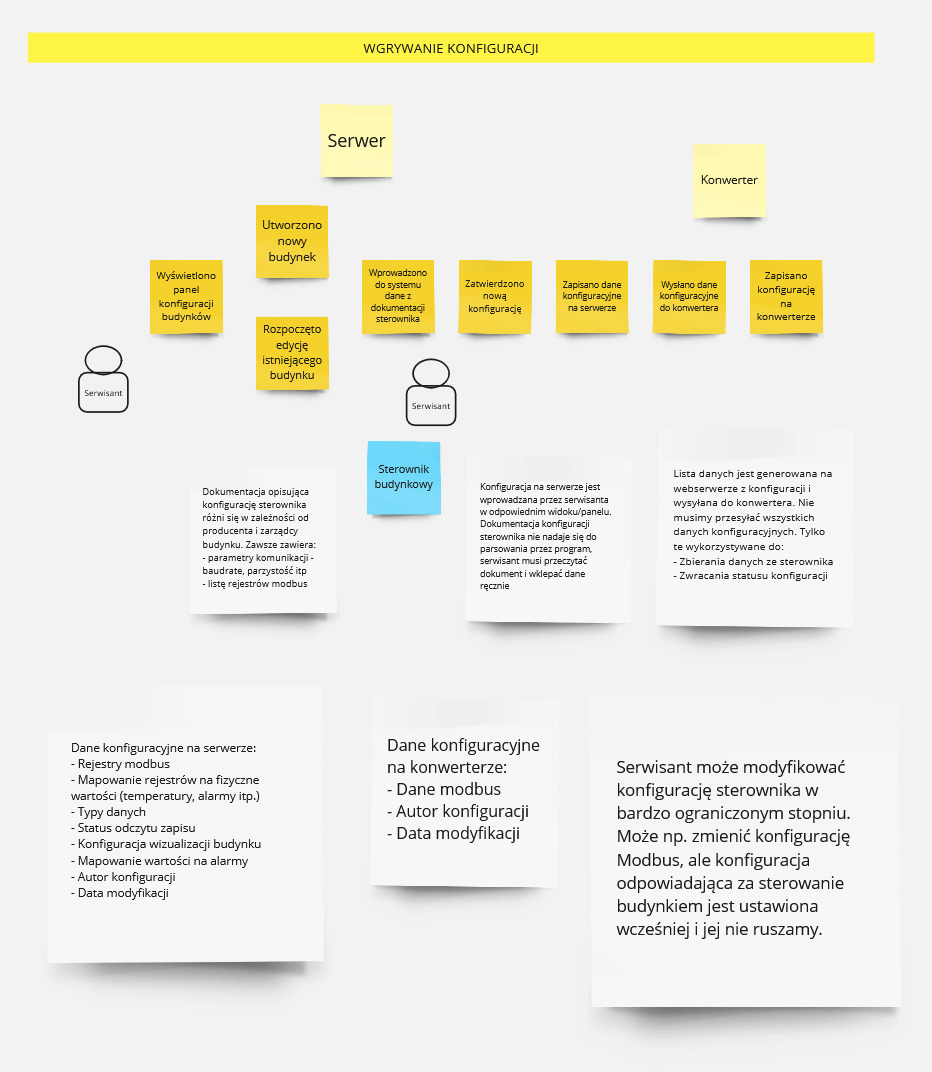 WGRYWANIE KONFIGURACJI
Serwer
Konwerter
Utworzono
nowy
budynek
Wyświetlono
panel
konfiguracji
budynków
Rozpoczęto
edycję
istniejącego
budynku
Wprowadzono
do systemu
dane z
dokumentacji
sterownika
Zatwierdzono
nową
konfigurację
Zapisano dane
konfiguracyjne
na serwerze
Wysłano dane
konfiguracyjne
do konwertera
Zapisano
konfigurację
na
konwerterze
Serwisant
Serwisant
Sterownik
budynkowy
Dokumentacja opisująca
konfigurację sterownika
różni się w zależności od
producenta i zarządcy
budynku. Zawsze zawiera:
- parametry komunikacji -
baudrate, parzystość itp
- listę rejestrów modbus
Konfiguracja na serwerze jest
wprowadzana przez serwisanta
w odpowiednim widoku/panelu.
Dokumentacja konfiguracji
sterownika nie nadaje się do
parsowania przez program,
serwisant musi przeczytać
dokument i wklepać dane
ręcznie
Lista danych jest generowana na
webserwerze z konfiguracji i
wysyłana do konwertera. Nie
musimy przesyłać wszystkich
danych konfiguracyjnych. Tylko
te wykorzystywane do:
- Zbierania danych ze sterownika
- Zwracania statusu konfiguracji
Dane konfiguracyjne na serwerze:
- Rejestry modbus
- Mapowanie rejestrów na fizyczne
wartości (temperatury, alarmy itp.)
- Typy danych
- Status odczytu zapisu
- Konfiguracja wizualizacji budynku
- Mapowanie wartości na alarmy
- Autor konfiguracji
- Data modyfikacji
Dane konfiguracyjne
na konwerterze:
- Dane modbus
- Autor konfiguracji
- Data modyfikacji
Serwisant może modyfikować
konfigurację sterownika w
bardzo ograniczonym stopniu.
Może np. zmienić konfigurację
Modbus, ale konfiguracja
odpowiadająca za sterowanie
budynkiem jest ustawiona
wcześniej i jej nie ruszamy.